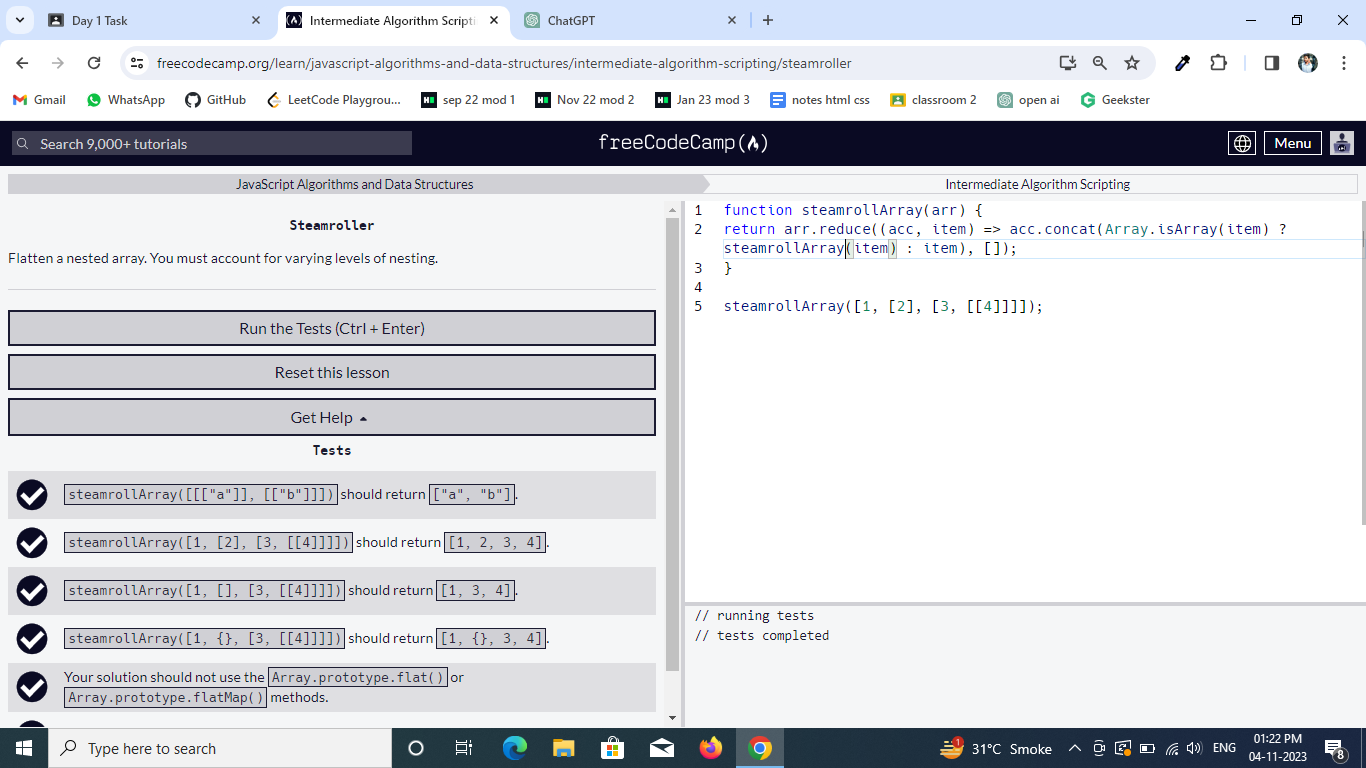 Day 1 Task
Intermediate Algorithm Scripti
ChatGPT
freecodecamp.org/learn/javascript-algorithms-and-data-structures/intermediate-algorithm-scripting/steamroller
Gmail
WhatsApp
GitHub
LeetCode Playgrou...
sep 22 mod 1
Nov 22 mod 2
Jan 23 mod 3
notes html css
classroom 2
open ai
Geekster
Search 9,000+ tutorials
freeCodeCamp
Menu
JavaScript Algorithms and Data Structures
Intermediate Algorithm Scripting
Steamroller
Flatten a nested array. You must account for varying levels of nesting.
Run the Tests (Ctrl + Enter)
Reset this lesson
Get Help
Tests
steamrollArray([[["a"]], [["b"]]]) should return ["a", "b"].
steamrollArray([1, [2], [3, [[4]]]]) should return [1, 2, 3, 4].
steamrollArray([1, [], [3, [[4]]]]) should return [1, 3, 4].
steamrollArray([1, {}, [3, [[4]]]]) should return [1, {}, 3, 4].
Your solution should not use the Array.prototype.flat() or
Array.prototype.flatMap() methods.
1 function steamrollArray(arr) {
2 return arr.reduce((acc, item) => acc.concat(Array.isArray(item) ?
steamrollArray(item) : item), []);
3 }
4
5 steamrollArray([1, [2], [3, [[4]]]]);
// running tests
// tests completed
Type here to search
31°C Smoke
ENG
01:22 PM
04-11-2023
8
1